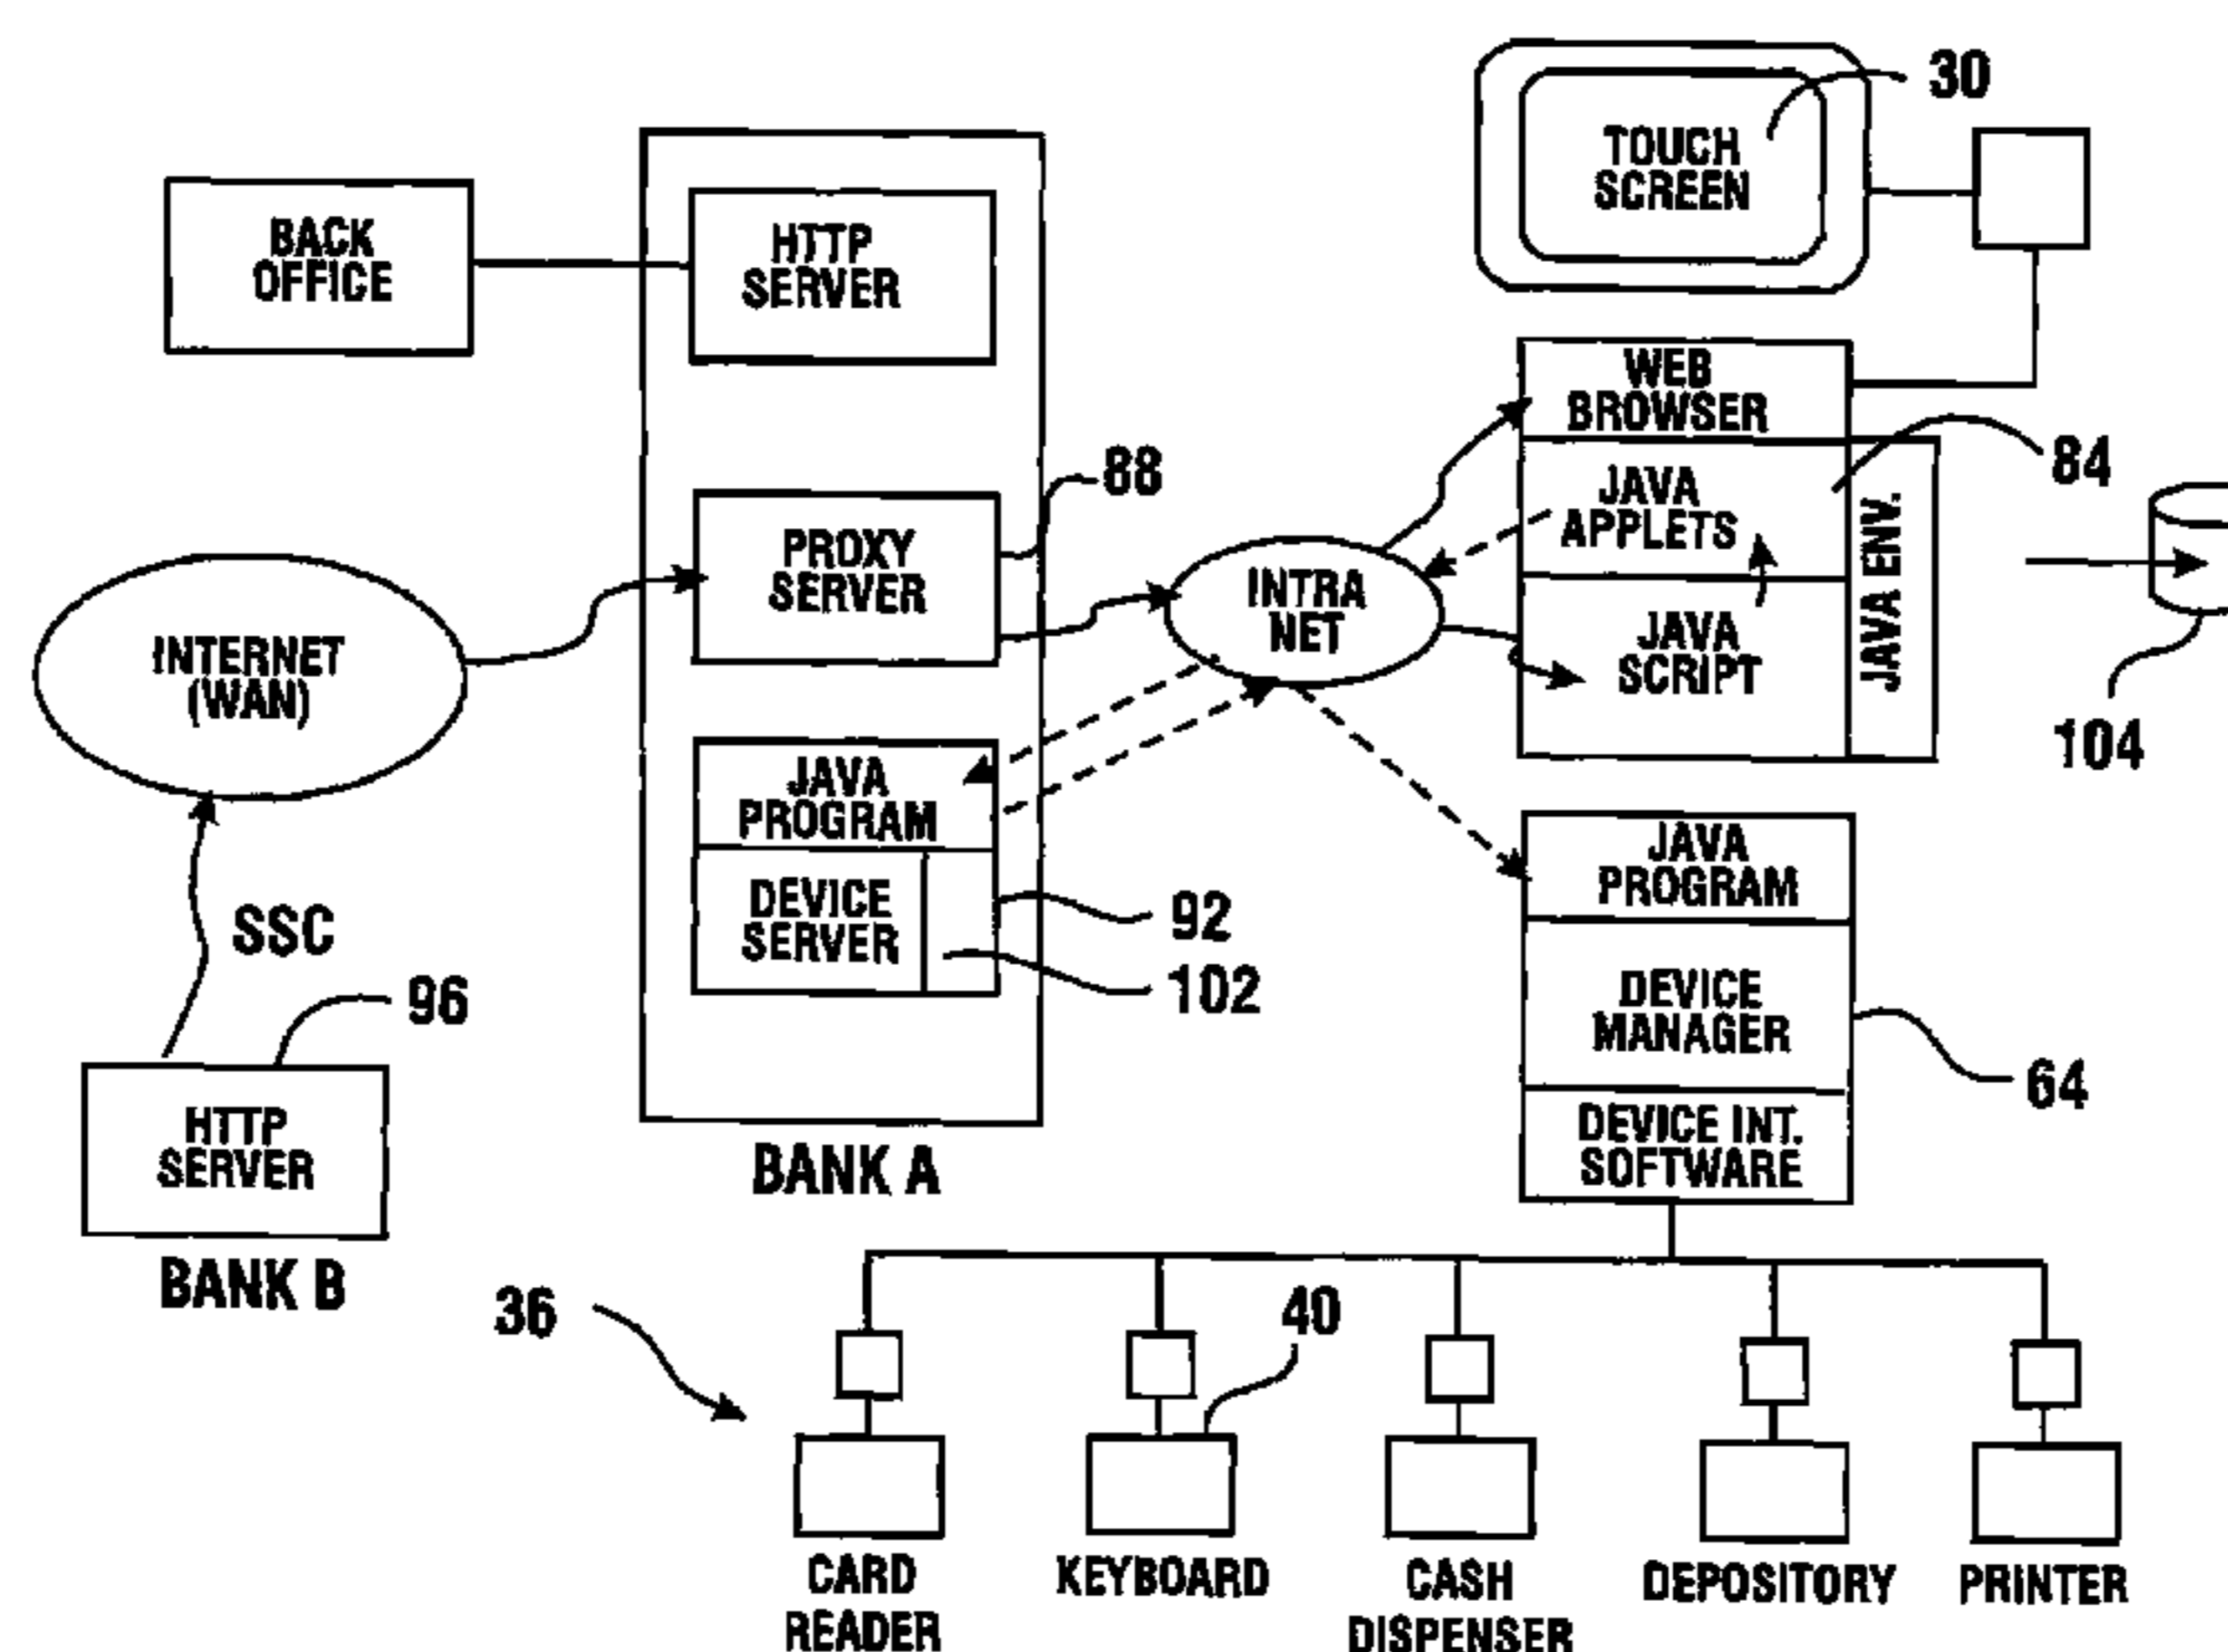 30
TOUCH
SCREEN
BACK
OFFICE
HTTP
SERVER
WEB
BROWSER
88
84
JAVA
APPLETS
JAVA ENV.
PROXY
SERVER
INTRA
NET
INTERNET
(WAN)
JAVA
SCRIPT
104
JAVA
PROGRAM
DEVICE
SERVER
92
102
SSC
96
JAVA
PROGRAM
DEVICE
MANAGER
64
DEVICE INT.
SOFTWARE
HTTP
SERVER
BANK A
BANK B
36
40
CARD
READER
KEYBOARD
CASH
DISPENSER
DEPOSITORY
PRINTER